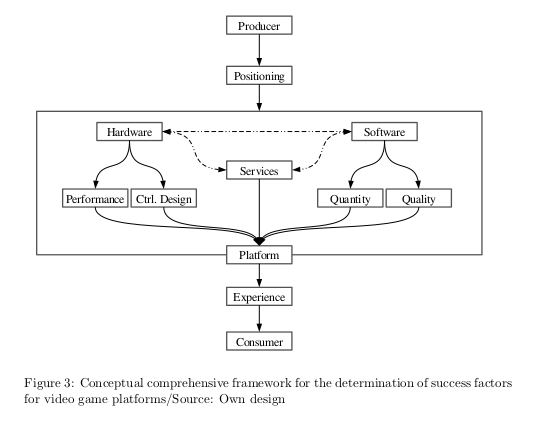 Producer
Positioning
Hardware
Software
Services
Performance
Ctrl. Design
Quantity
Quality
Platform
Experience
Consumer
Figure 3: Conceptual comprehensive framework for the determination of success factors
for video game platforms/Source: Own design